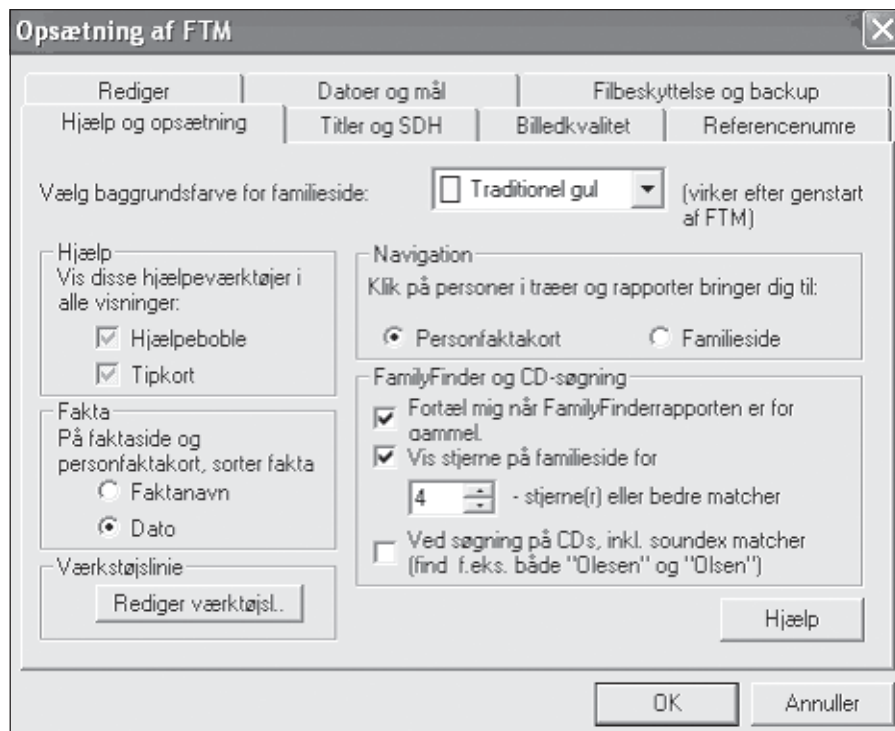 Opsætning af FTM
Rediger
Datoer og mål
Filbeskyttelse og backup
Hjælp og opsætning
Titler og SDH
Billedkvalitet
Referencenumre
Vælg baggrundsfarve for familieside:
Traditionel gul
(virker efter genstart
af FTM)
Hjælp
Vis disse hjælpeværktøjer i
alle visninger:
Hjælpeboble
Tipkort
Fakta
På faktaside og
personfaktakort, sorter fakta
Faktanavn
Dato
Værkstøjslinie
Rediger værktøjsl..
Navigation
Klik på personer i træer og rapporter bringer dig til:
Personfaktakort
Familieside
FamilyFinder og CD-søgning
Fortæl mig når FamilyFinderrapporten er for
gammel.
Vis stjerne på familieside for
4
- stjerne(r) eller bedre matcher
Ved søgning på CDs, inkl. soundex matcher
(find f.eks. både "Olesen" og "Olsen")
Hjælp
OK
Annuller